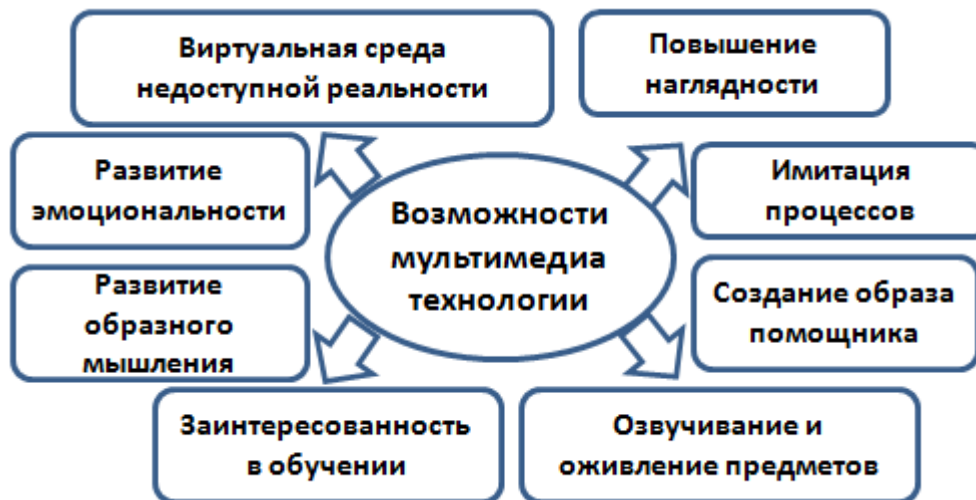 Виртуальная среда
недоступной реальности
Повышение
наглядности
Развитие
эмоциональности
Возможности
мультимедиа
технологии
Имитация
процессов
Развитие
образного
мышления
Создание образа
помощника
Заинтересованность
в обучении
Озвучивание и
оживление предметов